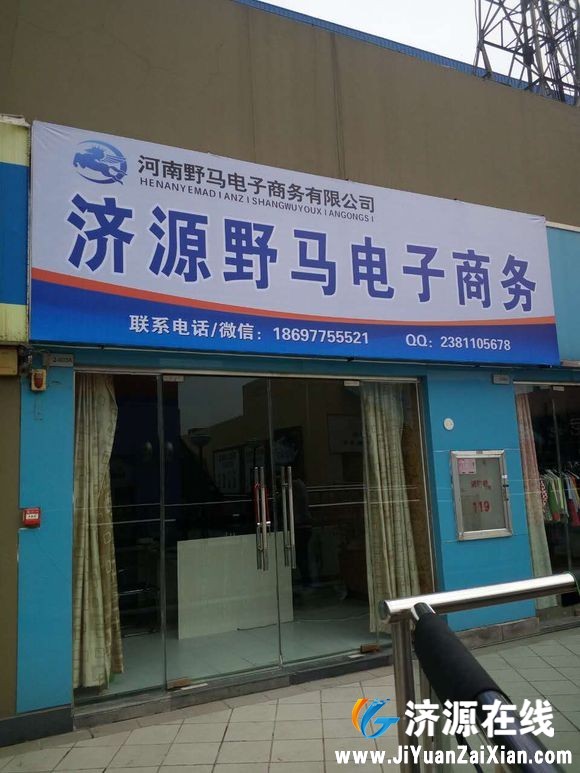 河南野马电子商务有限公司
HENANYEMADIANZISHANGWUYOUXIANGONGSI
济源野马电子商务
联系电话/微信：18697755521 QQ：2381105678
119
济源在线
www.JiYuanZaiXian.com